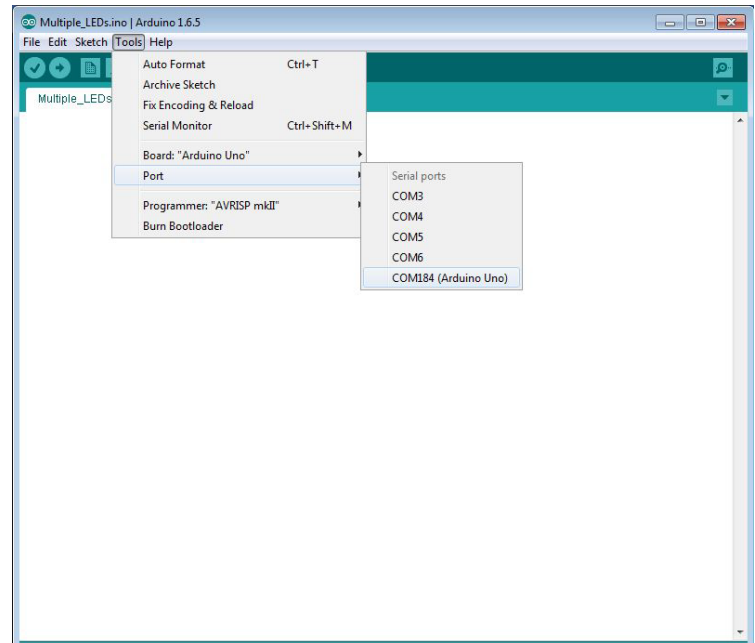 Multiple_LEDs.ino | Arduino 1.6.5
File Edit Sketch Tools Help
Multiple_LEDs
Auto Format Ctrl+T
Archive Sketch
Fix Encoding & Reload
Serial Monitor Ctrl+Shift+M
Board: "Arduino Uno"
Port
Programmer: "AVRISP mkII"
Burn Bootloader
Serial ports
COM3
COM4
COM5
COM6
COM184 (Arduino Uno)